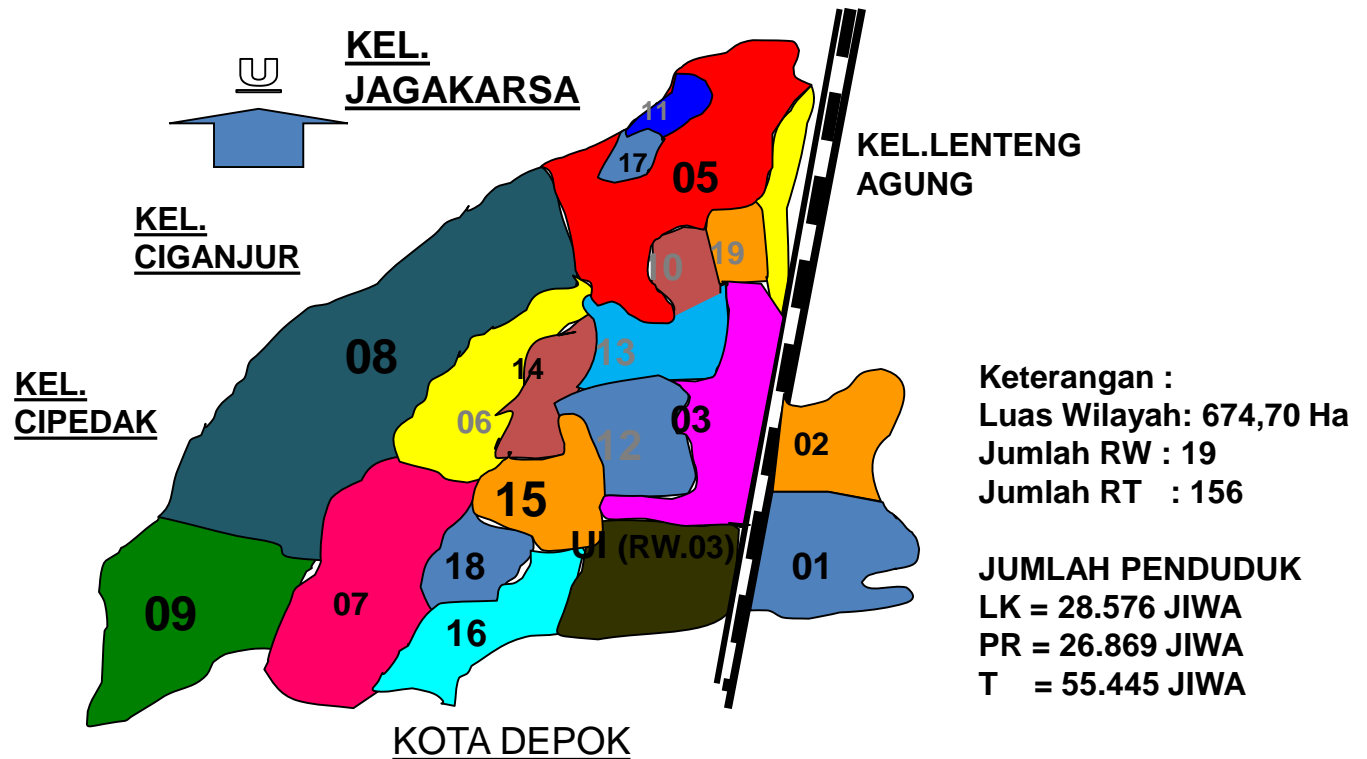 U
KEL.
JAGAKARSA
KEL.LENTENG
AGUNG
KEL.
CIGANJUR
KEL.
CIPEDAK
11
17
05
10
19
08
13
14
06
03
12
02
15
UI (RW.03)
18
01
09
07
16
Keterangan :
Luas Wilayah: 674,70 Ha
Jumlah RW : 19
Jumlah RT : 156
JUMLAH PENDUDUK
LK = 28.576 JIWA
PR = 26.869 JIWA
T = 55.445 JIWA
KOTA DEPOK